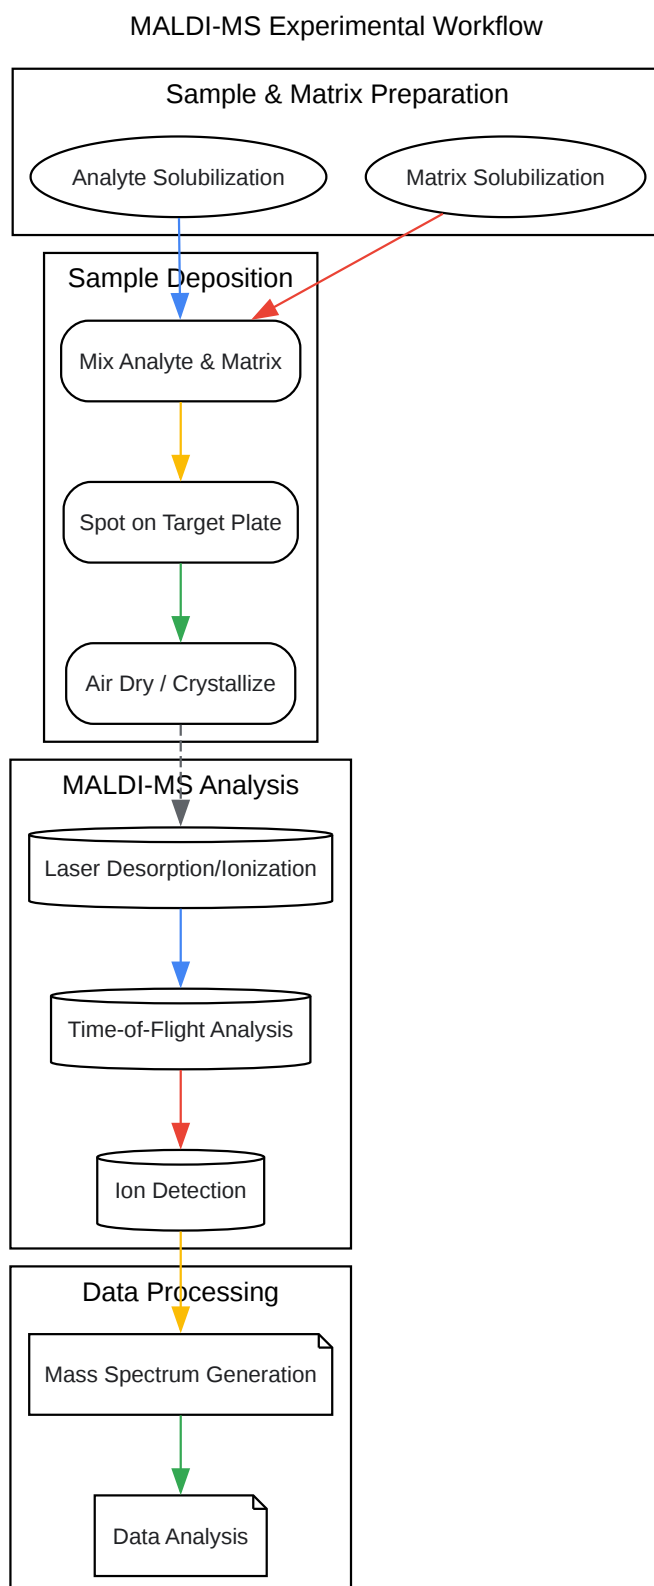 MALDI-MS Experimental Workflow
Sample & Matrix Preparation
Analyte Solubilization
Matrix Solubilization
Sample Deposition
Mix Analyte & Matrix
Spot on Target Plate
Air Dry / Crystallize
MALDI-MS Analysis
Laser Desorption/Ionization
Time-of-Flight Analysis
Ion Detection
Data Processing
Mass Spectrum Generation
Data Analysis